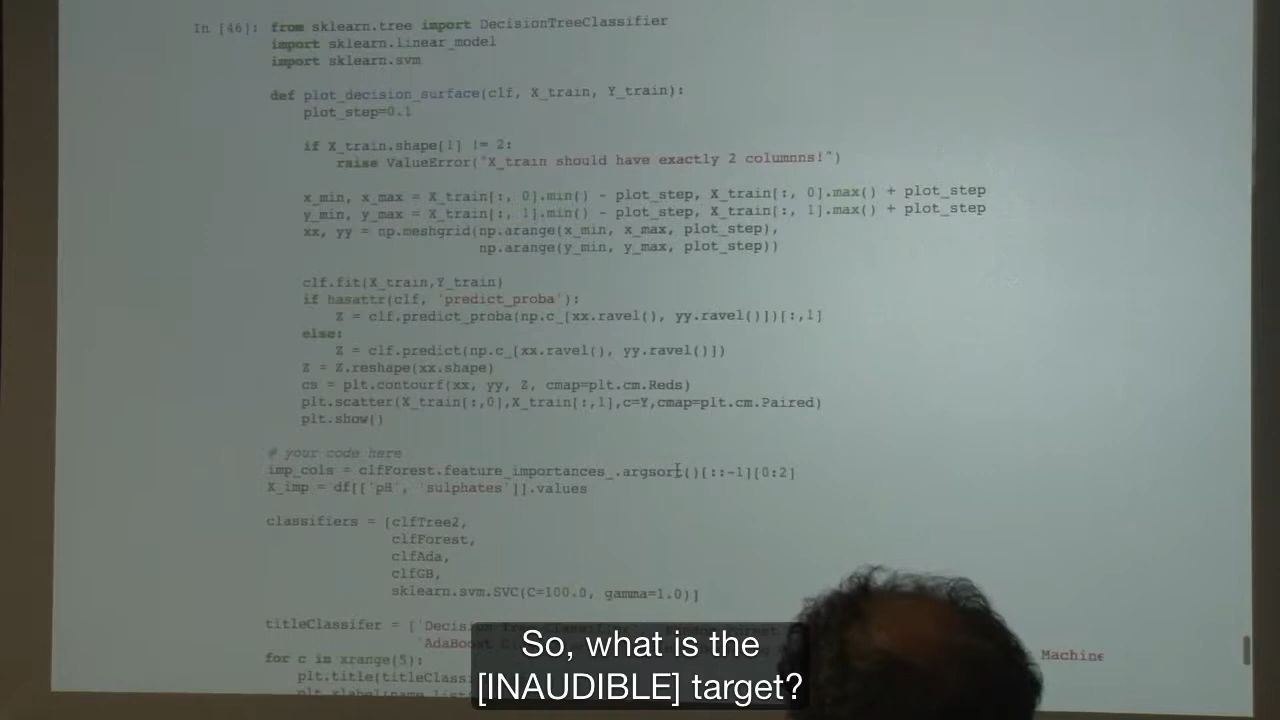 In [46]: from sklearn.tree import DecisionTreeClassifier
import sklearn.linear_model
import sklearn.svm
def plot_decision_surface(clf, X_train, Y_train):
plot_step=0.1
if X_train.shape[1] != 2:
raise ValueError("X_train should have exactly 2 columnns!")
x_min, x_max = X_train[:, 0].min() - plot_step, X_train[:, 0].max() + plot_step
y_min, y_max = X_train[:, 1].min() - plot_step, X_train[:, 1].max() + plot_step
xx, yy = np.meshgrid(np.arange(x_min, x_max, plot_step),
np.arange(y_min, y_max, plot_step))
clf.fit(X_train,Y_train)
if hasattr(clf, 'predict_proba'):
Z = clf.predict_proba(np.c_[xx.ravel(), yy.ravel()])[:,1]
else:
Z = clf.predict(np.c_[xx.ravel(), yy.ravel()])
Z = Z.reshape(xx.shape)
cs = plt.contourf(xx, yy, Z, cmap=plt.cm.Reds)
plt.scatter(X_train[:,0],X_train[:,1],c=Y,cmap=plt.cm.Paired)
plt.show()
# your code here
imp_cols = clfForest.feature_importances_.argsort()[::-1][0:2]
X_imp = df[['pH', 'sulphates']].values
classifiers = [clfTree2,
clfForest,
clfAda,
clfGB,
sklearn.svm.SVC(C=100.0, gamma=1.0)]
titleClassifer = ['Decision Tree
'AdaBoost Machine
for c in xrange(5):
plt.title(titleClass
So, what is the
[INAUDIBLE] target?